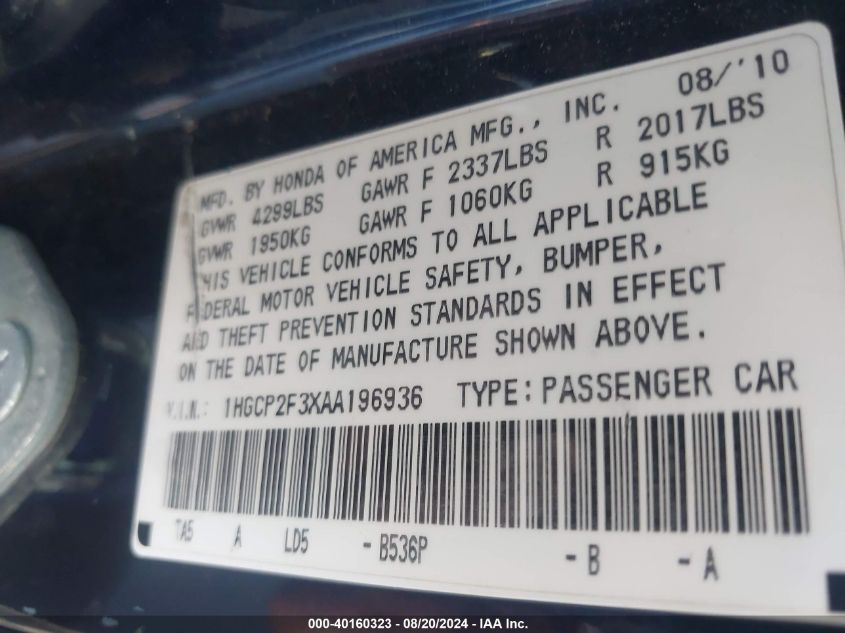 MFD. BY HONDA OF AMERICA MFG., INC. 08/'10
GVWR 4299LBS GAWR F 2337LBS R 2017LBS
GVWR 1950KG GAWR F 1060KG R 915KG
THIS VEHICLE CONFORMS TO ALL APPLICABLE
FEDERAL MOTOR VEHICLE SAFETY, BUMPER,
AND THEFT PREVENTION STANDARDS IN EFFECT
ON THE DATE OF MANUFACTURE SHOWN ABOVE.
V.I.N.: 1HGCP2F3XAA196936 TYPE: PASSENGER CAR
TA5 A LD5 - B536P - B - A
000-40160323 - 08/20/2024 - IAA Inc.